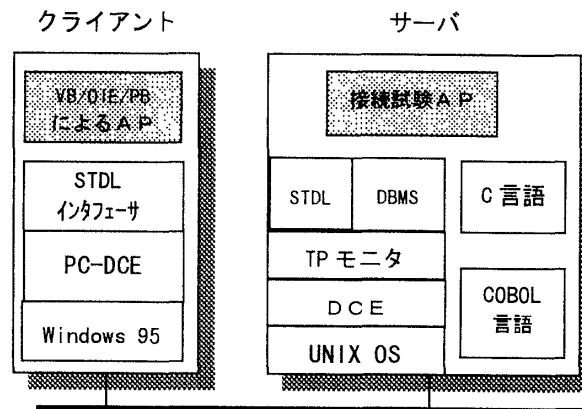 クライアント
サーバ
VB/OIE/PB
によるAP
STDL
インタフェーサ
PC-DCE
Windows 95
接続試験AP
STDL
DBMS
C言語
TPモニタ
DCE
UNIX OS
COBOL
言語